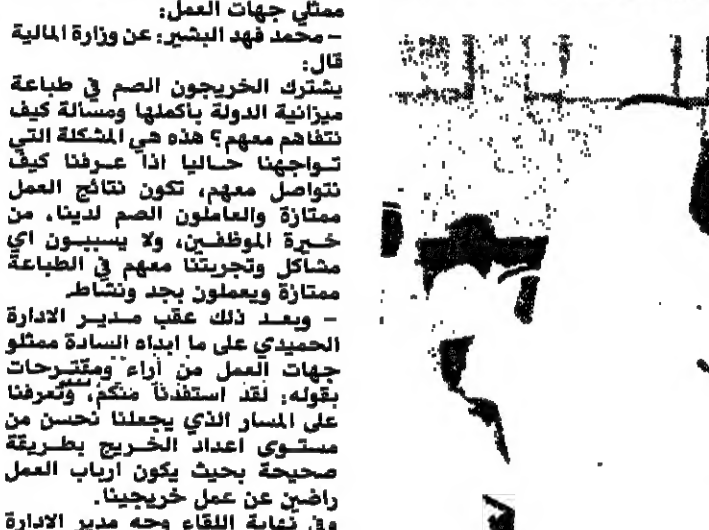 ممثلي جهات العمل:
– محمد فهد البشير: عن وزارة المالية
قال:
يشترك الخريجون الصم في طباعة
ميزانية الدولة بأكملها ومسألة كيف
نتفاهم معهم؟ هذه هي المشكلة التي
تواجهنا حاليا اذا عرفنا كيف
نتواصل معهم، تكون نتائج العمل
ممتازة والعاملون الصم لدينا، من
خيرة الموظفين، ولا يسببون اي
مشاكل وتجربتنا معهم في الطباعة
ممتازة ويعملون بجد ونشاط.
– وبعد ذلك عقب مدير الادارة
الحميدي على ما ابداه السادة ممثلو
جهات العمل من أراء ومقترحات
بقوله: لقد استفدنا منكم، وتعرفنا
على المسار الذي يجعلنا نحسن من
مستوى اعداد الخريج بطريقة
صحيحة بحيث يكون ارباب العمل
راضين عن عمل خريجينا.
وفي نهاية اللقاء وجه مدير الادارة